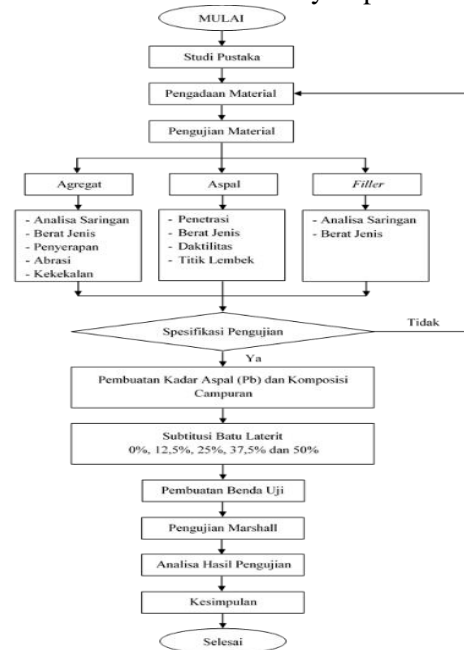 MULAI
Studi Pustaka
Pengadaan Material
Pengujian Material
Agregat
Aspal
Filler
- Analisa Saringan
- Berat Jenis
- Penyerapan
- Abrasi
- Kekekalan
- Penetrasi
- Berat Jenis
- Daktilitas
- Titik Lembek
- Analisa Saringan
- Berat Jenis
Spesifikasi Pengujian
Tidak
Ya
Pembuatan Kadar Aspal (Pb) dan Komposisi
Campuran
Subtitusi Batu Laterit
0%, 12,5%, 25%, 37,5% dan 50%
Pembuatan Benda Uji
Pengujian Marshall
Analisa Hasil Pengujian
Kesimpulan
Selesai